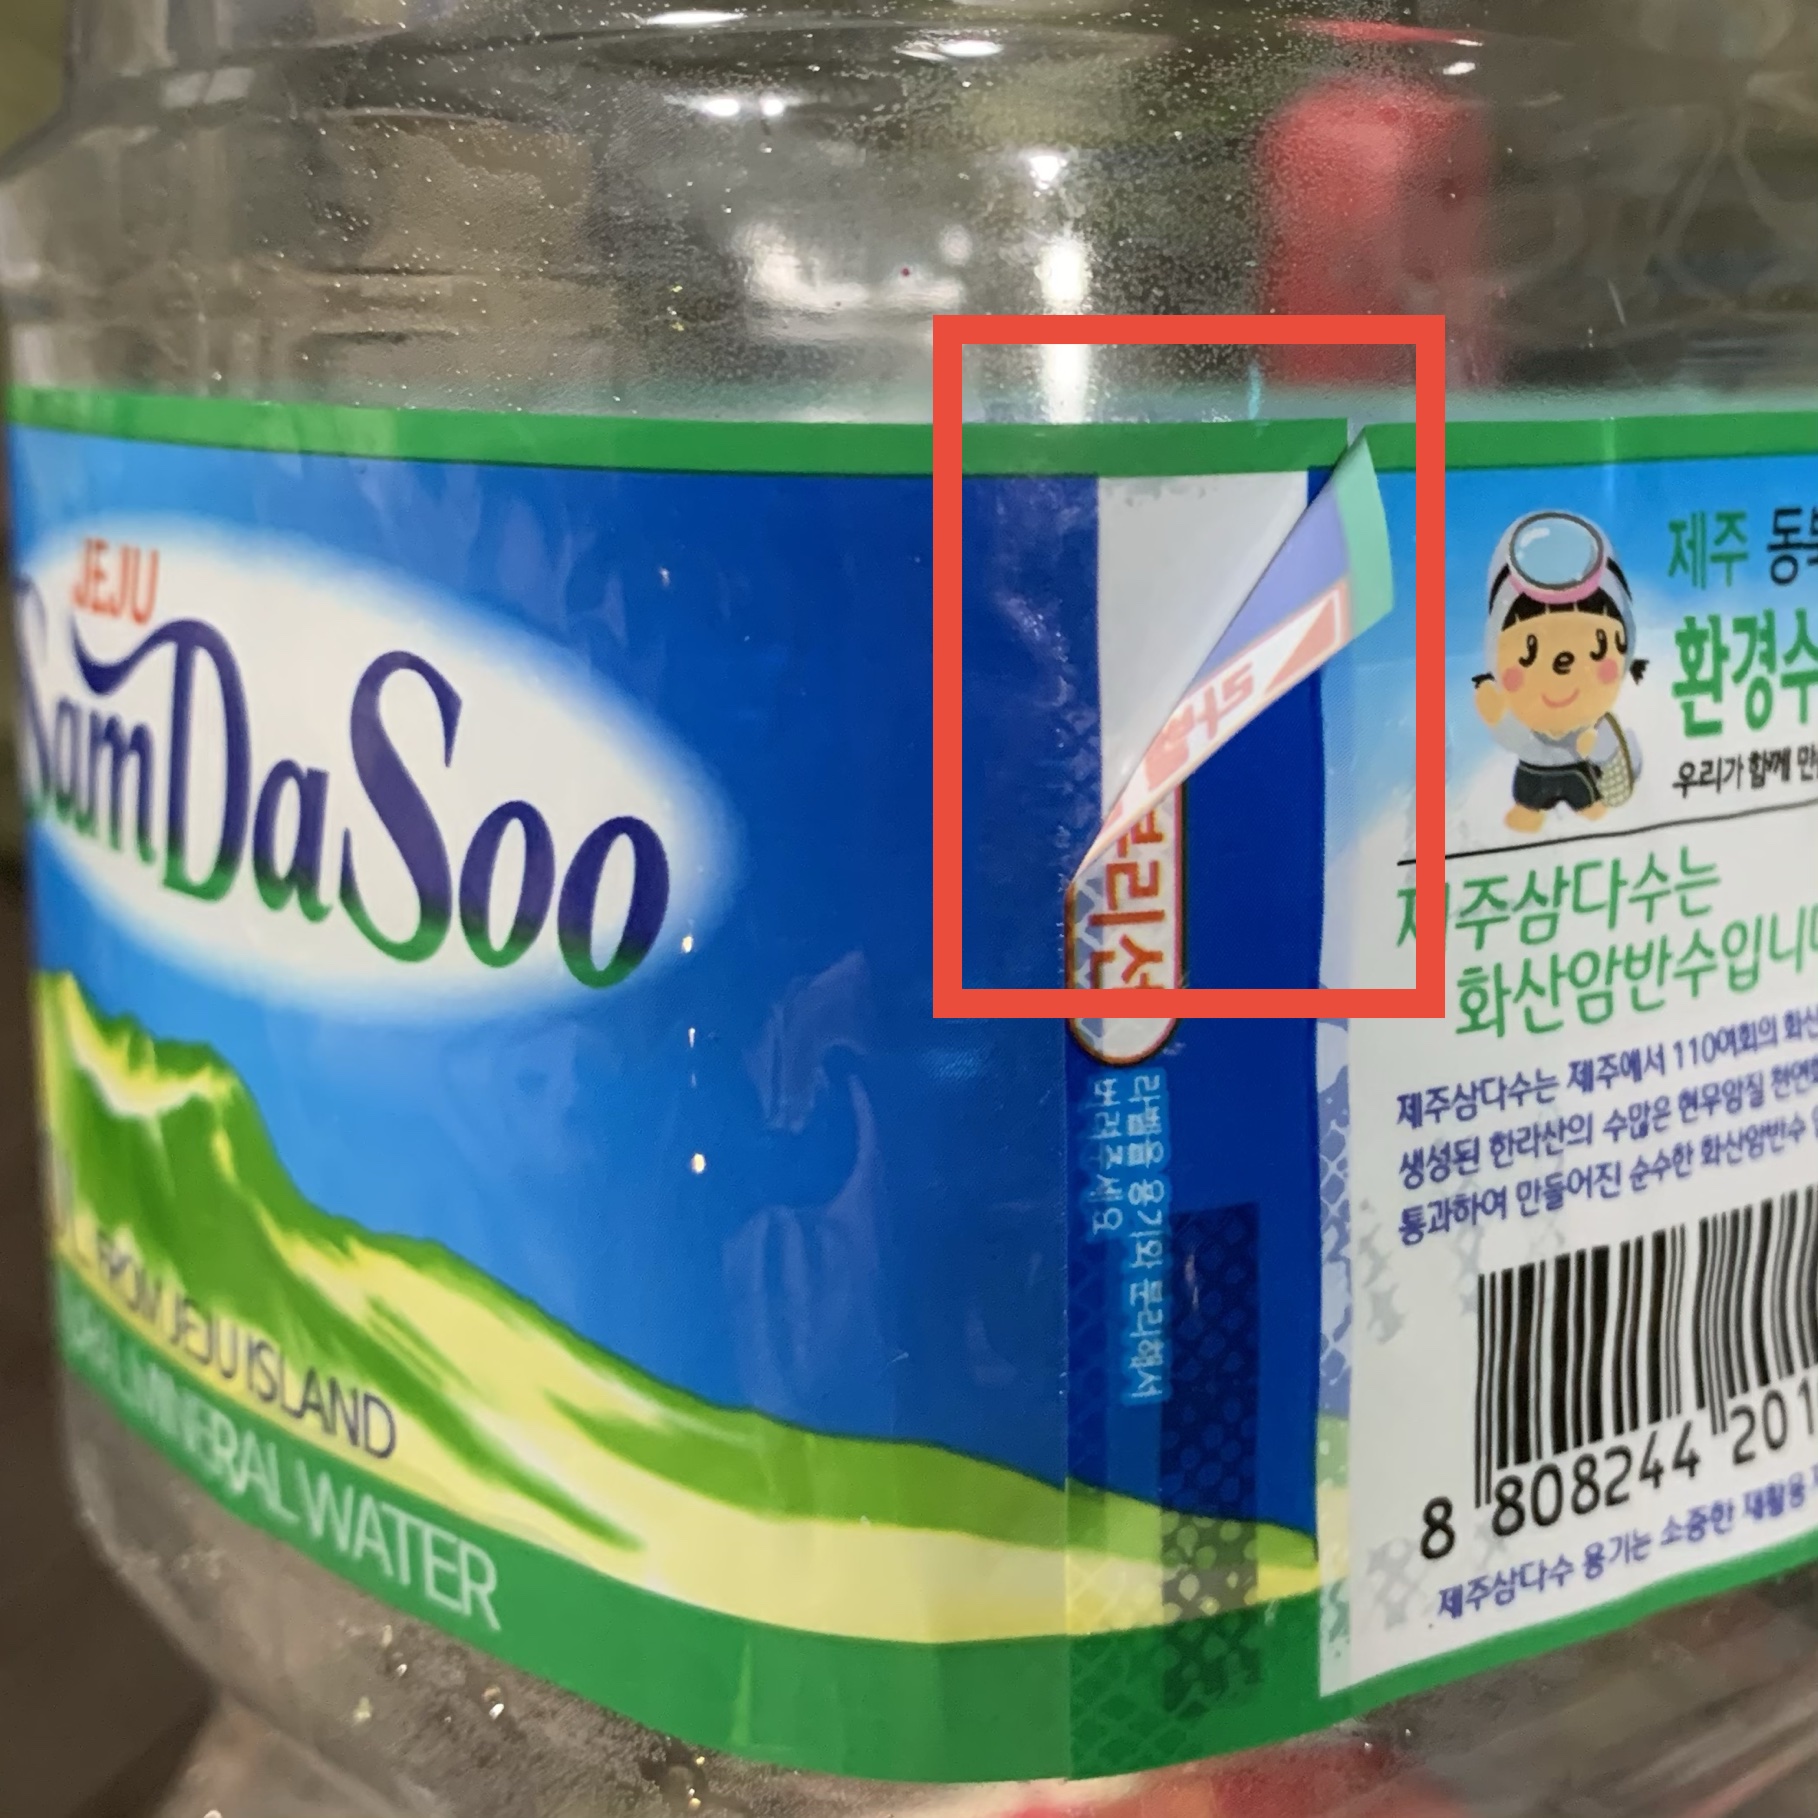 JEJU
SamDaSoo
FROM JEJU ISLAND
MINERAL WATER
분리선
라벨을 용기와 분리해서
버려주세요
제주
우리가 함께
제주삼다수는
화산암반수입니다
제주삼다수는 제주에서 110여회의 화산
생성된 한라산의 수많은 현무암질 천연
통과하여 만들어진 순수한 화산암반수
8 808244 201
제주삼다수 용기는 소중한 재활용